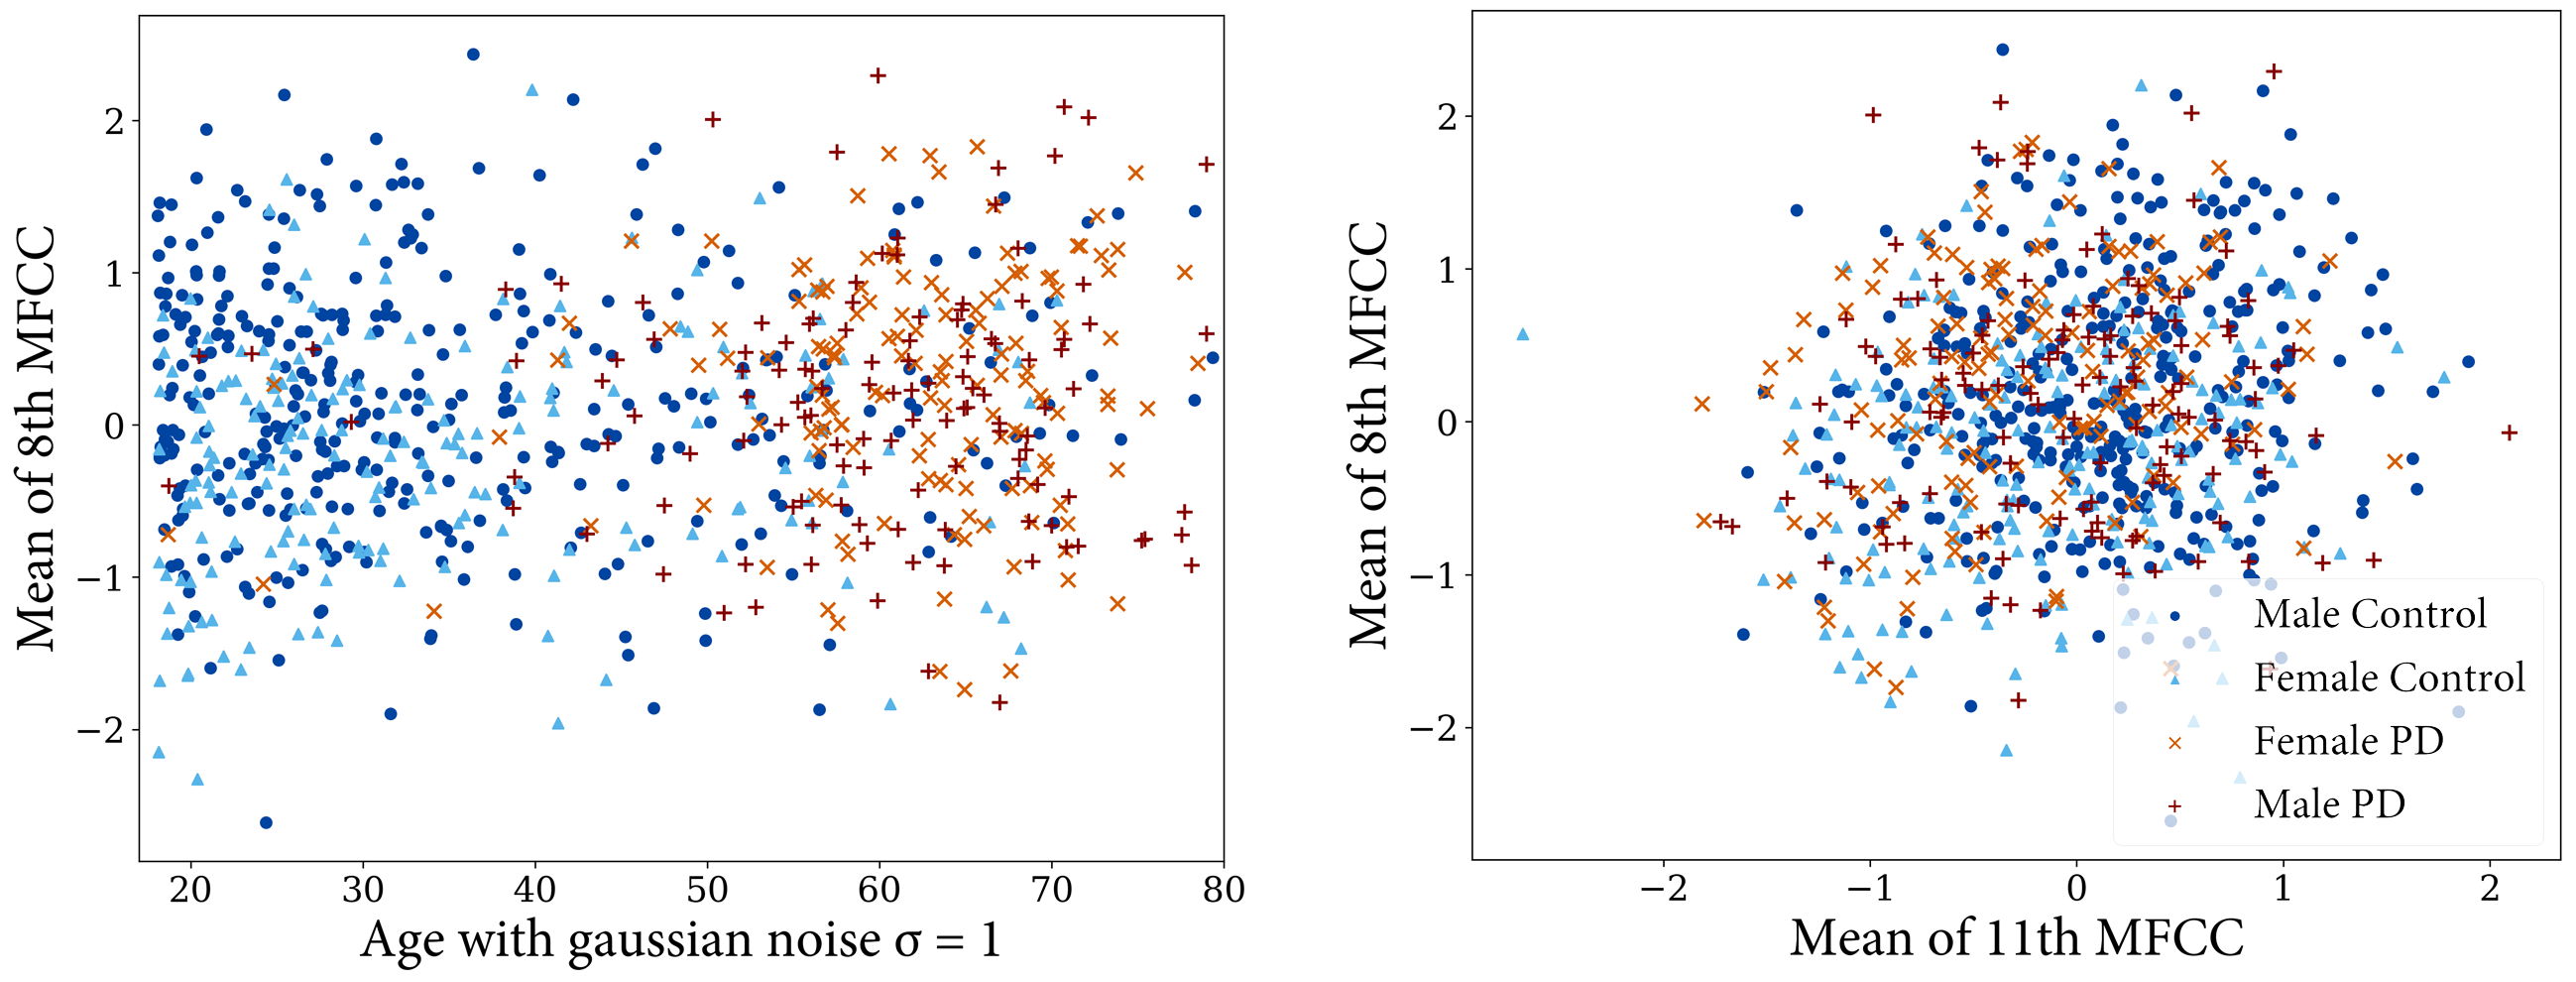 Mean of 8th MFCC
2
1
0
−1
−2
20 30 40 50 60 70 80
Age with gaussian noise σ = 1
Mean of 8th MFCC
2
1
0
−1
−2
−2 −1 0 1 2
Mean of 11th MFCC
Male Control
Female Control
Female PD
Male PD